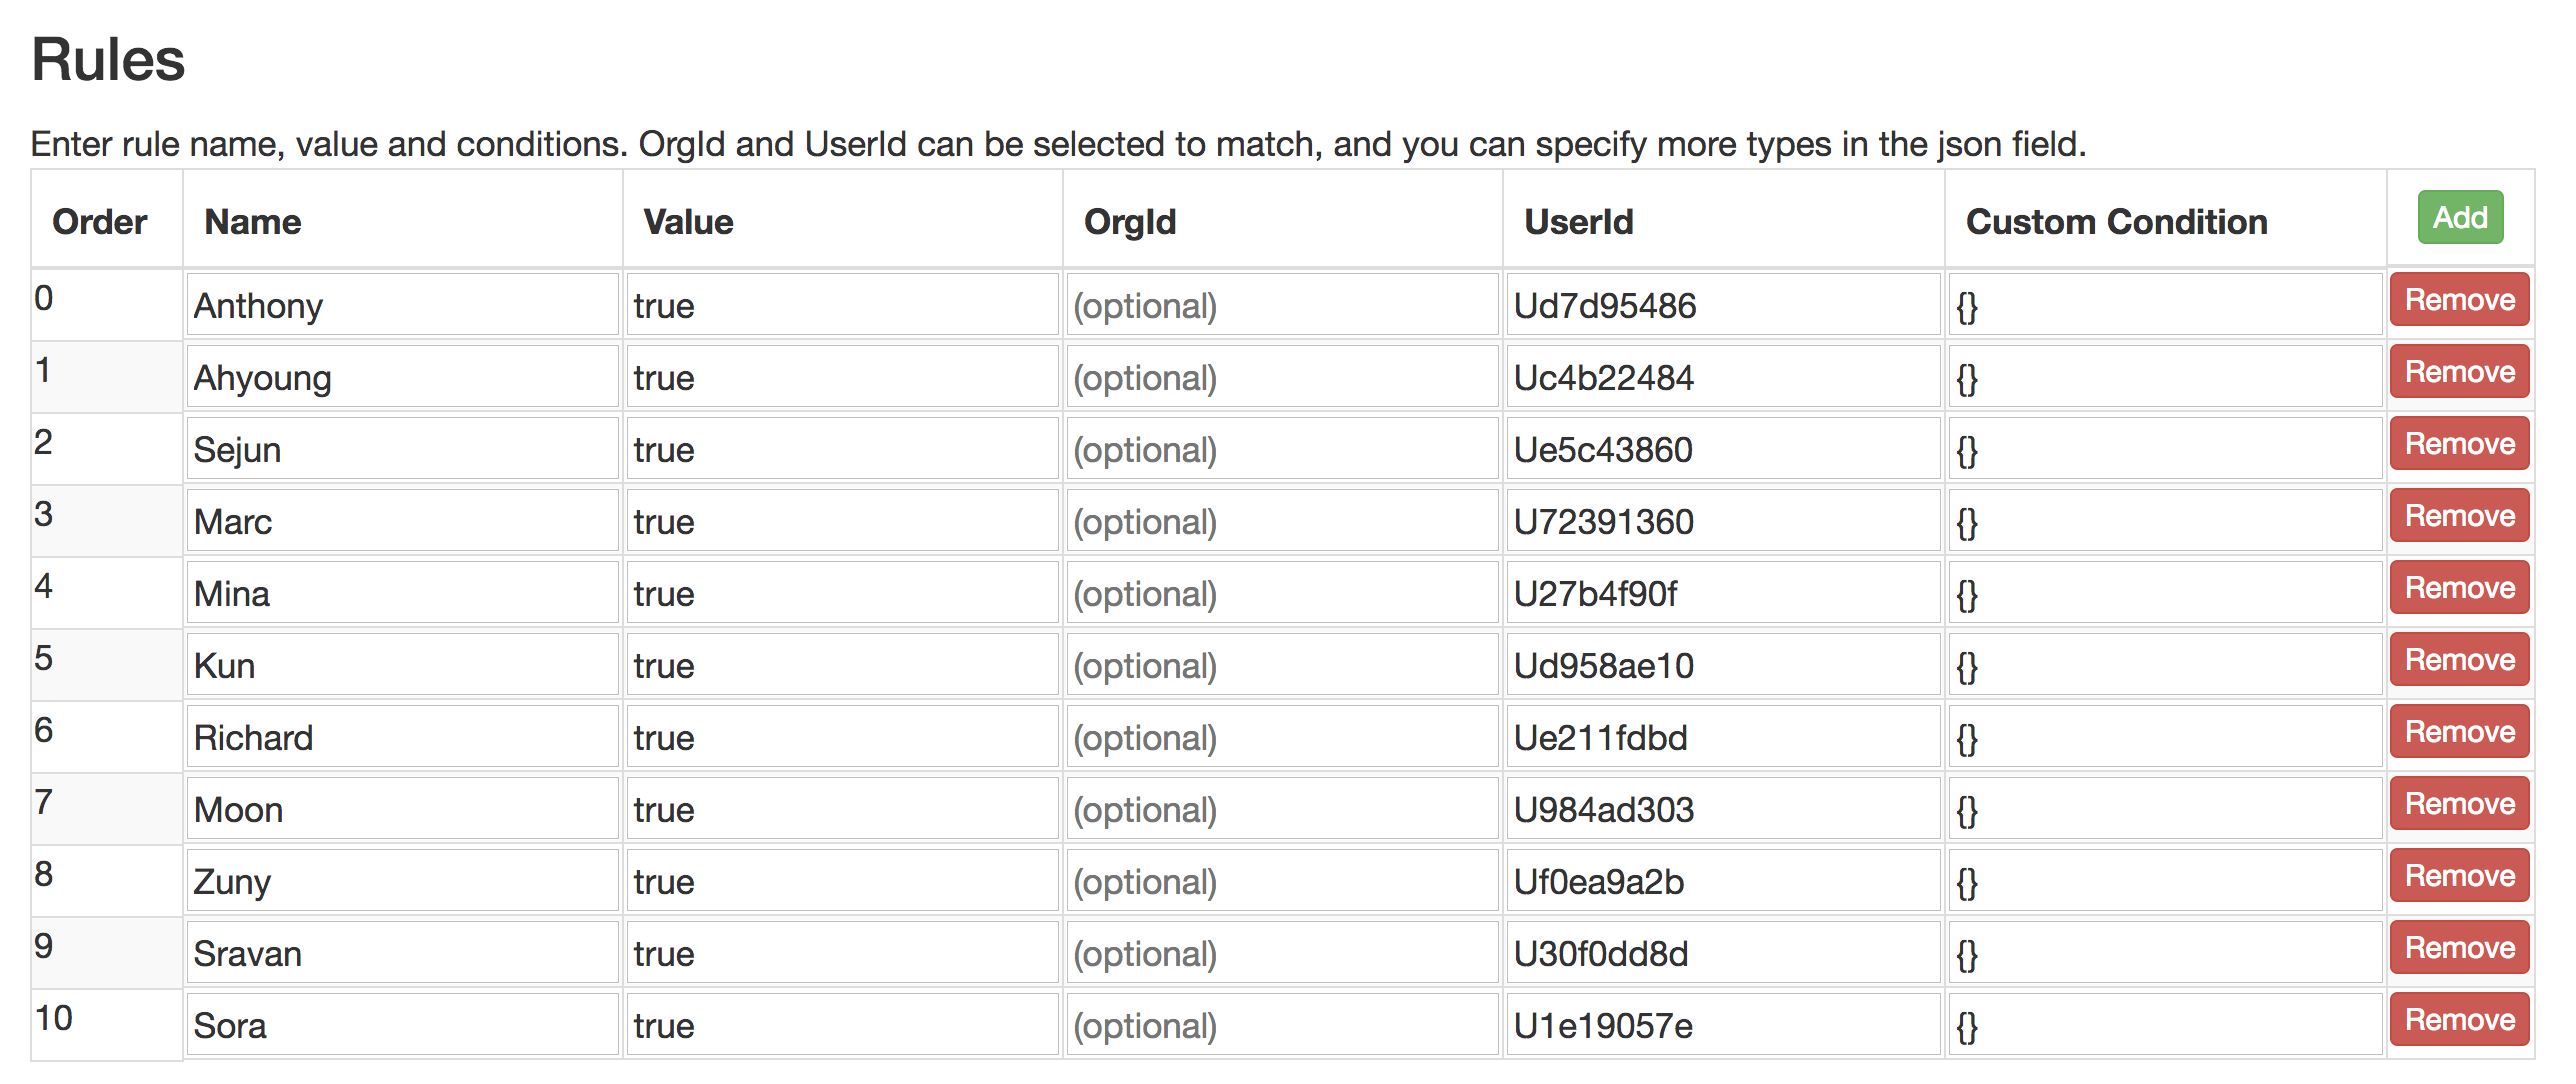 Rules
Enter rule name, value and conditions. OrgId and UserId can be selected to match, and you can specify more types in the json field.
Order Name Value OrgId UserId Custom Condition Add
0 Anthony true (optional) Ud7d95486 {} Remove
1 Ahyoung true (optional) Uc4b22484 {} Remove
2 Sejun true (optional) Ue5c43860 {} Remove
3 Marc true (optional) U72391360 {} Remove
4 Mina true (optional) U27b4f90f {} Remove
5 Kun true (optional) Ud958ae10 {} Remove
6 Richard true (optional) Ue211fdbd {} Remove
7 Moon true (optional) U984ad303 {} Remove
8 Zuny true (optional) Uf0ea9a2b {} Remove
9 Sravan true (optional) U30f0dd8d {} Remove
10 Sora true (optional) U1e19057e {} Remove